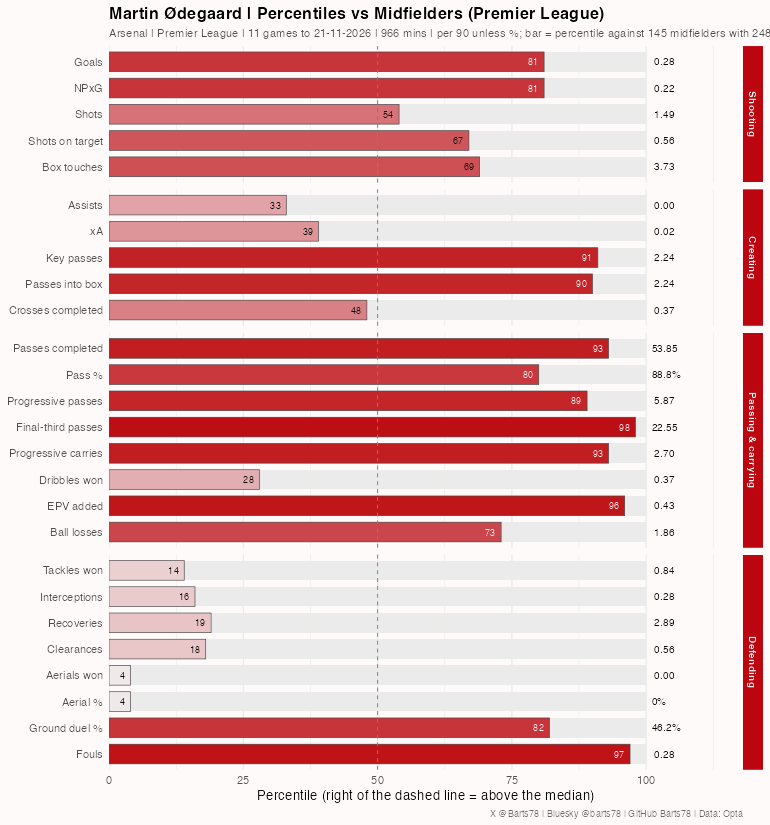 Martin Ødegaard | Percentiles vs Midfielders (Premier League)
Arsenal | Premier League | 11 games to 21-11-2026 | 966 mins | per 90 unless %; bar = percentile against 145 midfielders with 248
Goals 81 0.28
NPxG 81 0.22
Shots 54 1.49
Shots on target 67 0.56
Box touches 69 3.73
Shooting
Assists 33 0.00
xA 39 0.02
Key passes 91 2.24
Passes into box 90 2.24
Crosses completed 48 0.37
Creating
Passes completed 93 53.85
Pass % 80 88.8%
Progressive passes 89 5.87
Final-third passes 98 22.55
Progressive carries 93 2.70
Dribbles won 28 0.37
EPV added 96 0.43
Ball losses 73 1.86
Passing & carrying
Tackles won 14 0.84
Interceptions 16 0.28
Recoveries 19 2.89
Clearances 18 0.56
Aerials won 4 0.00
Aerial % 4 0%
Ground duel % 82 46.2%
Fouls 97 0.28
Defending
0 25 50 75 100
Percentile (right of the dashed line = above the median)
X @Barts78 | Bluesky @barts78 | GitHub Barts78 | Data: Opta